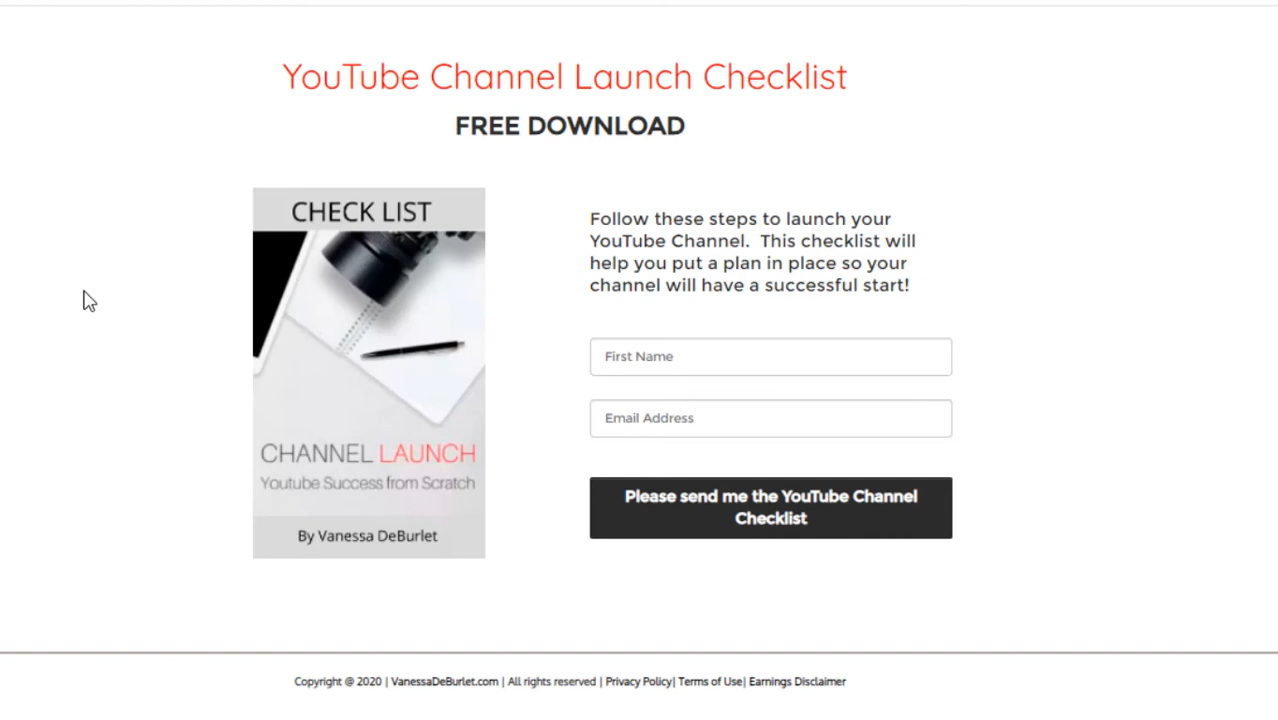 YouTube Channel Launch Checklist
FREE DOWNLOAD
CHECK LIST
CHANNEL LAUNCH
Youtube Success from Scratch
By Vanessa DeBurlet
Follow these steps to launch your
YouTube Channel. This checklist will
help you put a plan in place so your
channel will have a successful start!
First Name
Email Address
Please send me the YouTube Channel
Checklist
Copyright @ 2020 | VanessaDeBurlet.com | All rights reserved | Privacy Policy| Terms of Use| Earnings Disclaimer